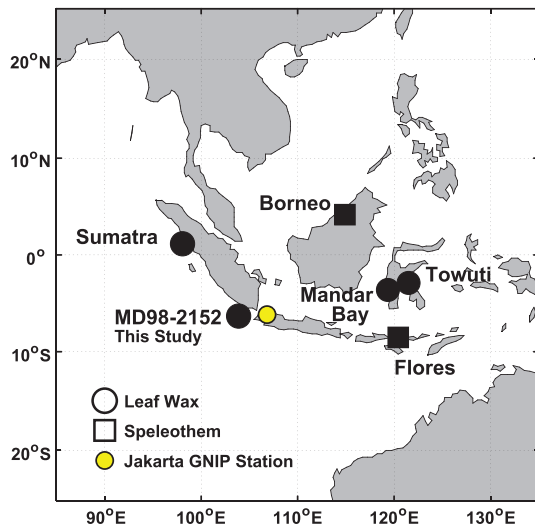 20°N
10°N
0°
10°S
20°S
Borneo
Sumatra
Towuti
Mandar
Bay
MD98-2152
This Study
Flores
Leaf Wax
Speleothem
Jakarta GNIP Station
90°E
100°E
110°E
120°E
130°E